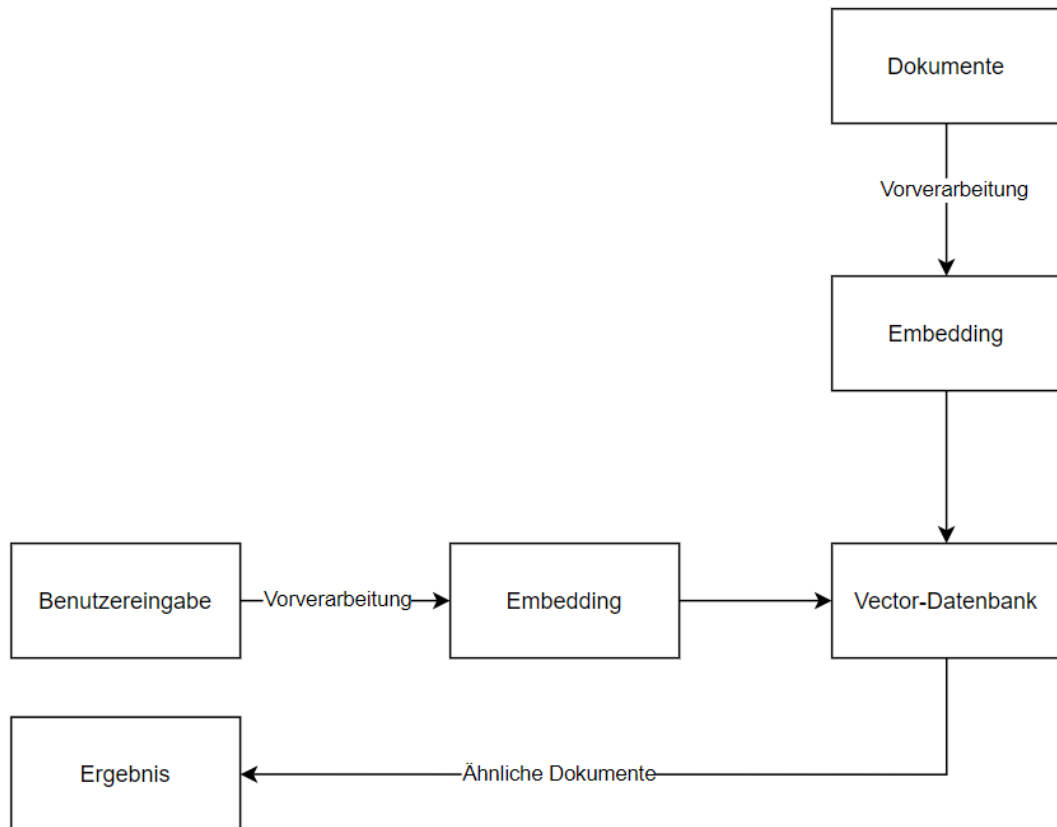 Dokumente
Vorverarbeitung
Embedding
Benutzereingabe
Vorverarbeitung
Embedding
Vector-Datenbank
Ergebnis
Ähnliche Dokumente